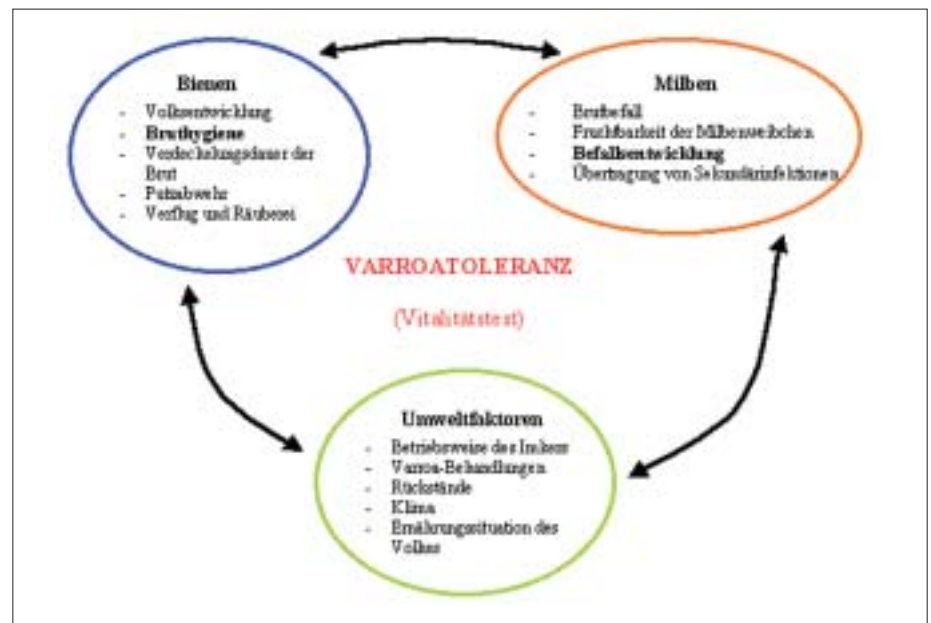 Bienen
- Volksentwicklung
- Bruthygiene
- Verdeckelungsdauer der
Brut
- Putzabwehr
- Verflug und Räuberei
Milben
- Brutbefall
- Fruchtbarkeit der Milbenweibchen
- Befallsentwicklung
- Übertragung von Sekundärinfektionen
VARROATOLERANZ
(Vitalitätstest)
Umweltfaktoren
- Betriebsweise des Imkers
- Varroa-Behandlungen
- Rückstände
- Klima
- Ernährungssituation des
Volkes